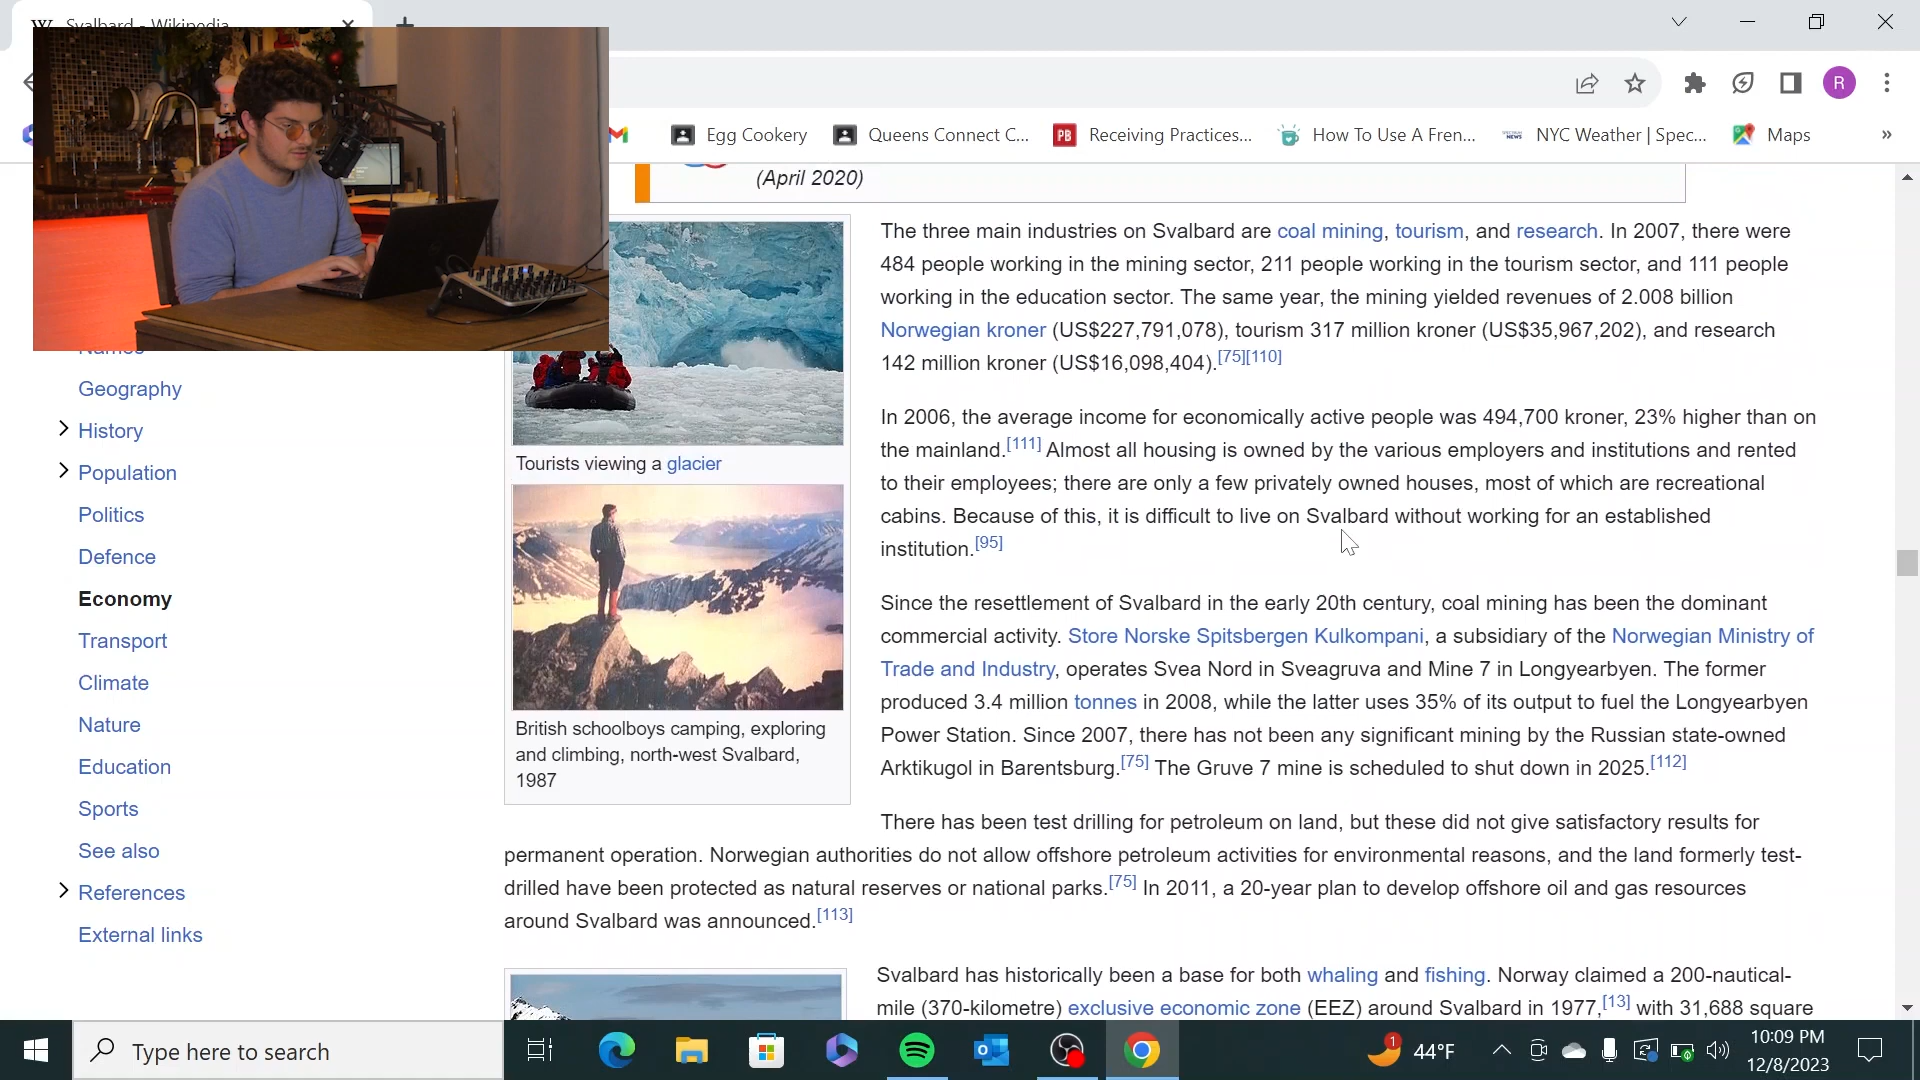 Svalbard - Wikipedia
Egg Cookery
Queens Connect C...
PB
Receiving Practices...
How To Use A Fren...
NYC Weather | Spec...
Maps
»
R
(April 2020)
The three main industries on Svalbard are coal mining, tourism, and research. In 2007, there were
484 people working in the mining sector, 211 people working in the tourism sector, and 111 people
working in the education sector. The same year, the mining yielded revenues of 2.008 billion
Norwegian kroner (US$227,791,078), tourism 317 million kroner (US$35,967,202), and research
142 million kroner (US$16,098,404).[75][110]
In 2006, the average income for economically active people was 494,700 kroner, 23% higher than on
the mainland.[111] Almost all housing is owned by the various employers and institutions and rented
to their employees; there are only a few privately owned houses, most of which are recreational
cabins. Because of this, it is difficult to live on Svalbard without working for an established
institution.[95]
Since the resettlement of Svalbard in the early 20th century, coal mining has been the dominant
commercial activity. Store Norske Spitsbergen Kulkompani, a subsidiary of the Norwegian Ministry of
Trade and Industry, operates Svea Nord in Sveagruva and Mine 7 in Longyearbyen. The former
produced 3.4 million tonnes in 2008, while the latter uses 35% of its output to fuel the Longyearbyen
Power Station. Since 2007, there has not been any significant mining by the Russian state-owned
Arktikugol in Barentsburg.[75] The Gruve 7 mine is scheduled to shut down in 2025.[112]
There has been test drilling for petroleum on land, but these did not give satisfactory results for
permanent operation. Norwegian authorities do not allow offshore petroleum activities for environmental reasons, and the land formerly test-
drilled have been protected as natural reserves or national parks.[75] In 2011, a 20-year plan to develop offshore oil and gas resources
around Svalbard was announced.[113]
Svalbard has historically been a base for both whaling and fishing. Norway claimed a 200-nautical-
mile (370-kilometre) exclusive economic zone (EEZ) around Svalbard in 1977,[13] with 31,688 square
Tourists viewing a glacier
British schoolboys camping, exploring
and climbing, north-west Svalbard,
1987
Names
Geography
History
Population
Politics
Defence
Economy
Transport
Climate
Nature
Education
Sports
See also
References
External links
Type here to search
1
44°F
10:09 PM
12/8/2023